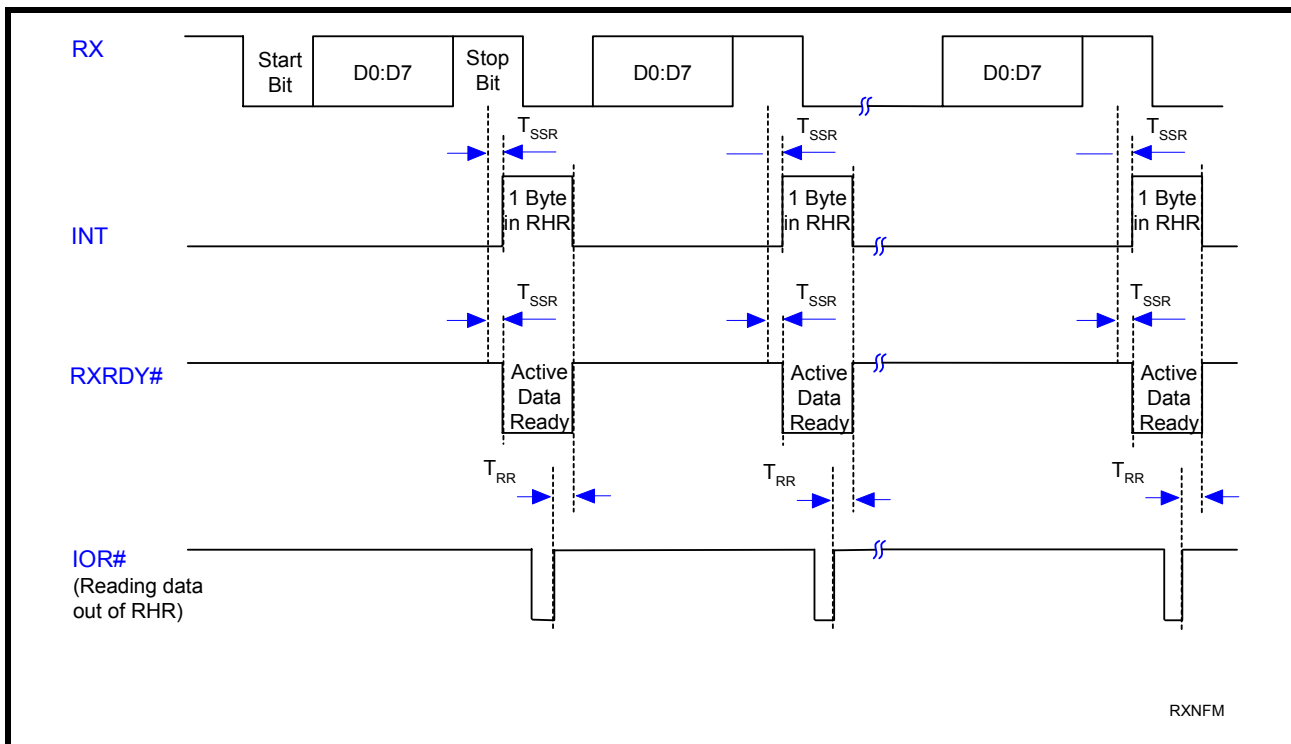 RX
Start
Bit
D0:D7
Stop
Bit
D0:D7
D0:D7
TSSR
TSSR
TSSR
1 Byte
in RHR
1 Byte
in RHR
1 Byte
in RHR
INT
TSSR
TSSR
TSSR
RXRDY#
Active
Data
Ready
Active
Data
Ready
Active
Data
Ready
TRR
TRR
TRR
IOR#
(Reading data
out of RHR)
RXNFM